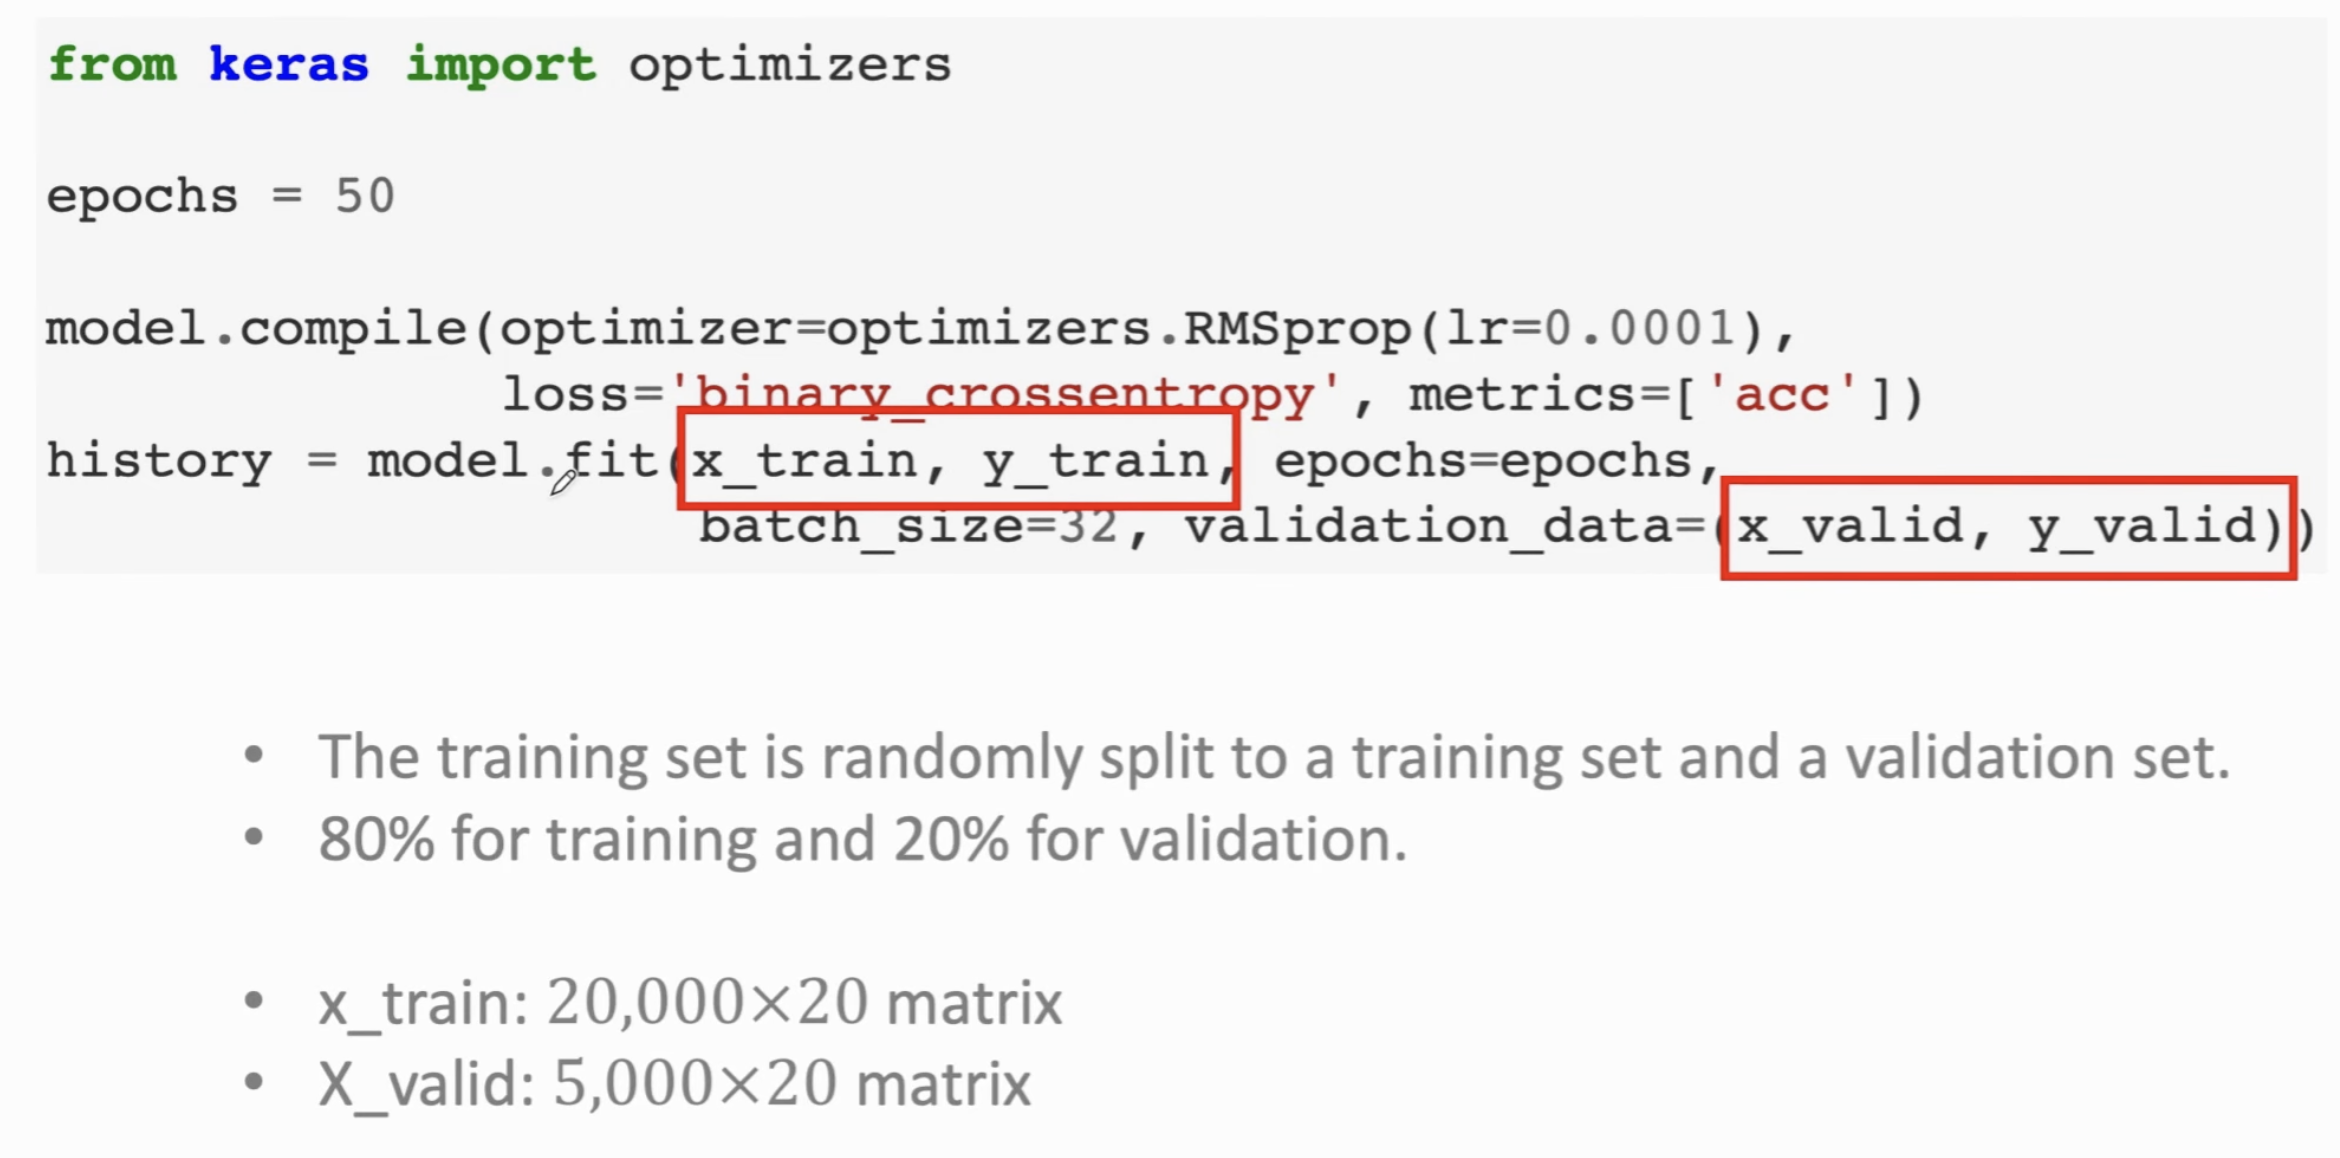 from keras import optimizers
epochs = 50
model.compile(optimizer=optimizers.RMSprop(lr=0.0001),
loss='binary_crossentropy', metrics=['acc'])
history = model.fit(x_train, y_train, epochs=epochs,
batch_size=32, validation_data=(x_valid, y_valid))
• The training set is randomly split to a training set and a validation set.
• 80% for training and 20% for validation.
• x_train: 20,000×20 matrix
• X_valid: 5,000×20 matrix